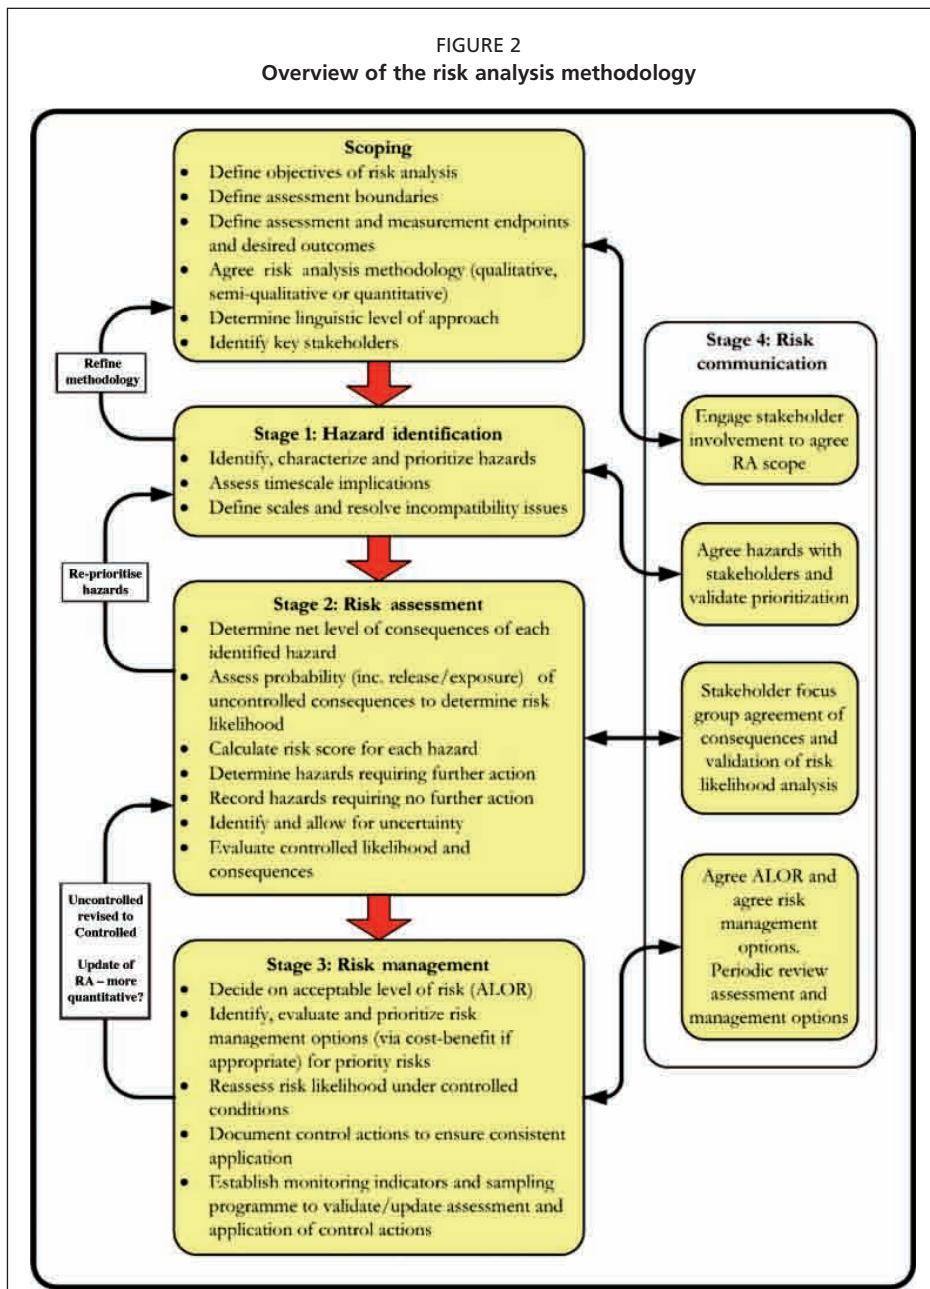 FIGURE 2
Overview of the risk analysis methodology
Scoping
• Define objectives of risk analysis
• Define assessment boundaries
• Define assessment and measurement endpoints
and desired outcomes
• Agree risk analysis methodology (qualitative,
semi-qualitative or quantitative)
• Determine linguistic level of approach
• Identify key stakeholders
Refine
methodology
Stage 1: Hazard identification
• Identify, characterize and prioritize hazards
• Assess timescale implications
• Define scales and resolve incompatibility issues
Re-prioritise
hazards
Stage 2: Risk assessment
• Determine net level of consequences of each
identified hazard
• Assess probability (inc. release/exposure) of
uncontrolled consequences to determine risk
likelihood
• Calculate risk score for each hazard
• Determine hazards requiring further action
• Record hazards requiring no further action
• Identify and allow for uncertainty
• Evaluate controlled likelihood and
consequences
Uncontrolled
revised to
Controlled
Update of
RA – more
quantitative?
Stage 3: Risk management
• Decide on acceptable level of risk (ALOR)
• Identify, evaluate and prioritize risk
management options (via cost-benefit if
appropriate) for priority risks
• Reassess risk likelihood under controlled
conditions
• Document control actions to ensure consistent
application
• Establish monitoring indicators and sampling
programme to validate/update assessment and
application of control actions
Stage 4: Risk
communication
Engage stakeholder
involvement to agree
RA scope
Agree hazards with
stakeholders and
validate prioritization
Stakeholder focus
group agreement of
consequences and
validation of risk
likelihood analysis
Agree ALOR and
agree risk
management
options.
Periodic review
assessment and
management options